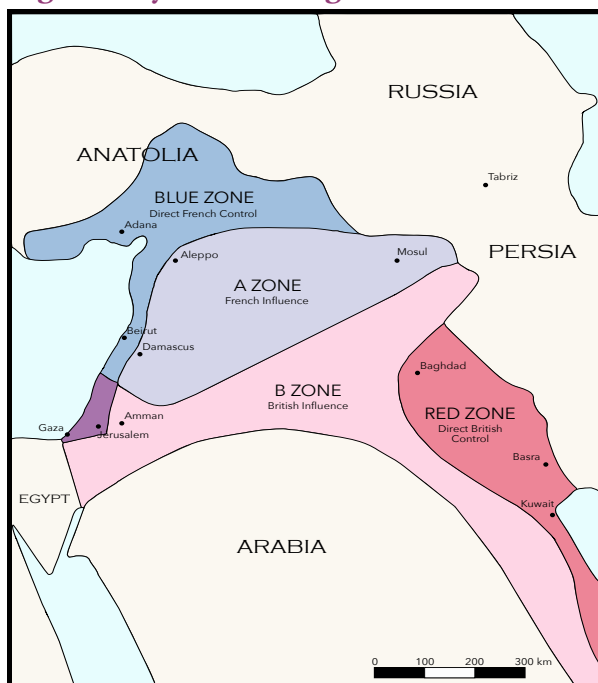 RUSSIA
ANATOLIA
Tabriz
BLUE ZONE
Direct French Control
Adana
PERSIA
Aleppo
Mosul
A ZONE
French Influence
Beirut
Damascus
Baghdad
B ZONE
British Influence
RED ZONE
Direct British
Control
Amman
Gaza
Jerusalem
Basra
EGYPT
Kuwait
ARABIA
0 100 200 300 km